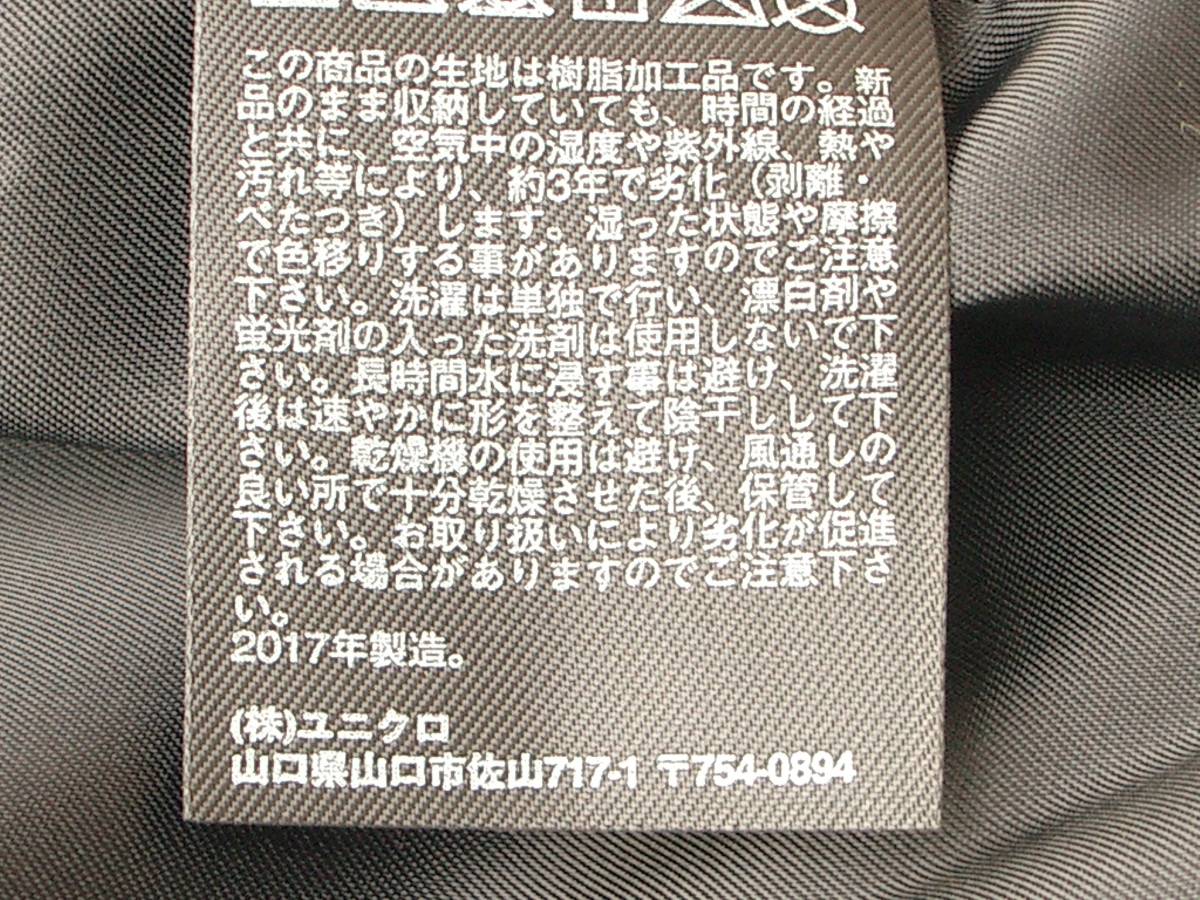 この商品の生地は樹脂加工品です。新
品のまま収納していても、時間の経過
と共に、空気中の湿度や紫外線、熱や
汚れ等により、約3年で劣化（剥離・
べたつき）します。湿った状態や摩擦
で色移りする事がありますのでご注意
下さい。洗濯は単独で行い、漂白剤や
蛍光剤の入った洗剤は使用しないで下
さい。長時間水に浸す事は避け、洗濯
後は速やかに形を整えて陰干しして下
さい。乾燥機の使用は避け、風通しの
良い所で十分乾燥させた後、保管して
下さい。お取り扱いにより劣化が促進
される場合がありますのでご注意下さ
い。
2017年製造。
(株)ユニクロ
山口県山口市佐山717-1 〒754-0894